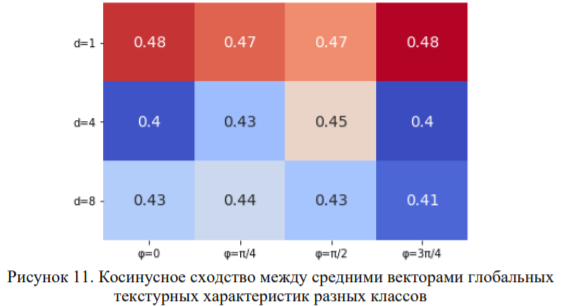 d=1 0.48 0.47 0.47 0.48
d=4 0.4 0.43 0.45 0.4
d=8 0.43 0.44 0.43 0.41
φ=0 φ=π/4 φ=π/2 φ=3π/4
Рисунок 11. Косинусное сходство между средними векторами глобальных
текстурных характеристик разных классов